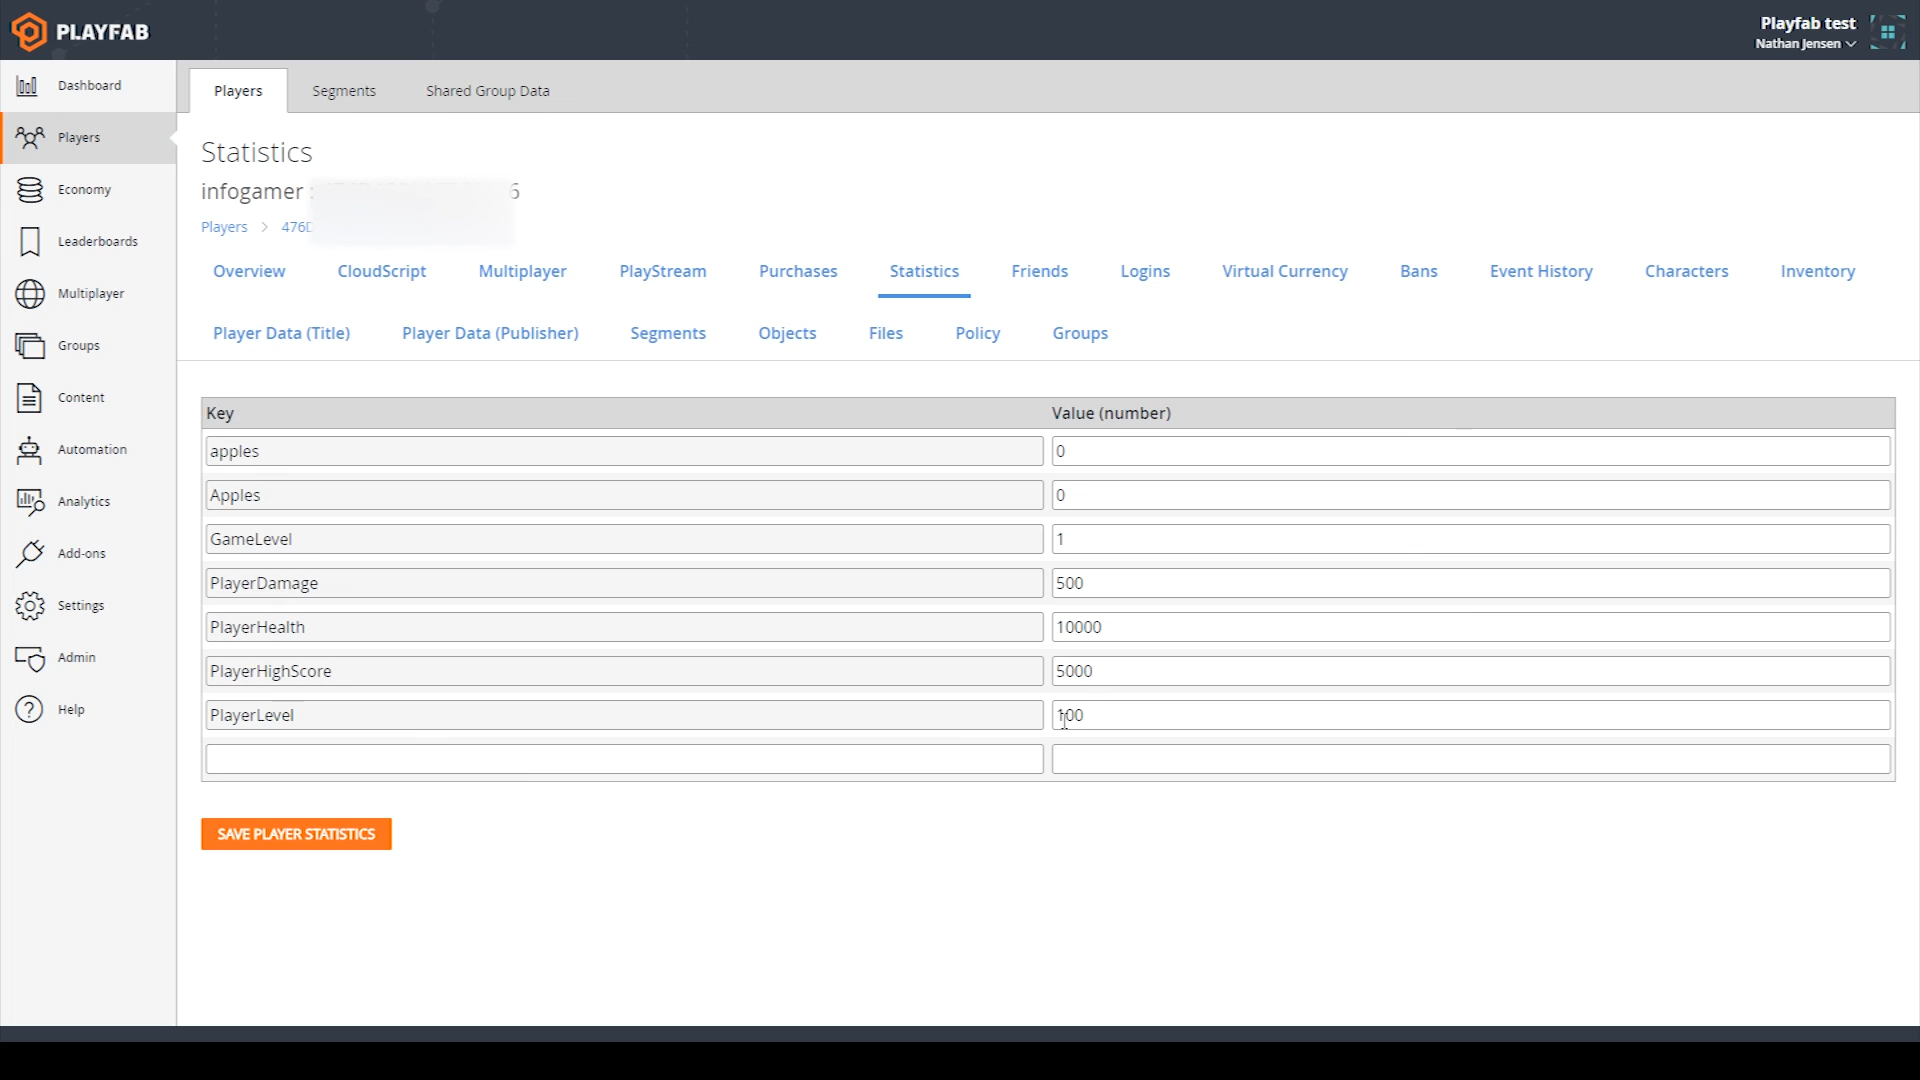 PLAYFAB
Playfab test
Nathan Jensen
Dashboard
Players
Economy
Leaderboards
Multiplayer
Groups
Content
Automation
Analytics
Add-ons
Settings
Admin
Help
Players Segments Shared Group Data
Statistics
infogamer : 6
Players > 476D
Overview CloudScript Multiplayer PlayStream Purchases Statistics Friends Logins Virtual Currency Bans Event History Characters Inventory
Player Data (Title) Player Data (Publisher) Segments Objects Files Policy Groups
Key Value (number)
apples 0
Apples 0
GameLevel 1
PlayerDamage 500
PlayerHealth 10000
PlayerHighScore 5000
PlayerLevel 100
SAVE PLAYER STATISTICS